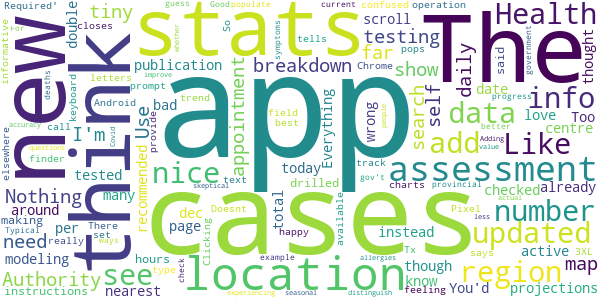 informative
Required'
closes
populate
guess
Good
So
current
confused
operation
new
think
tiny
double
tells
pops
Chrome
stats
app
cases
The
Health
info
scroll
testing
whether
breakdown
show
daily
symptoms
said
thought
government
publication
Android
letters
deaths
For
trend
bad
call
prompt
I'm
Use
accuracy
keyboard
improve
Covid
provide
appointment
field
best
Everything
wrong
far
search
self
data
add
date
progress
love
Too
centre
Adding
value
better
Like
elsewhere
tested
recommended
nice
today
questions
finder
text
drilled
track
gov't
people
charts
provincial
assessment
Nothing
many
dec
Doesnt
total
checked
number
already
around
page
location
instead
updated
making
per
There
set
Pixel
though
skeptical
available
happy
less
actual
Typical
really
ways
need
see
hours
type
check
Clicking
Tx
know
says
active
3XL
map
modeling
region
You'd
Authority
example
allergies
feeling
instructions
nearest
experiencing
seasonal
distinguish
projections